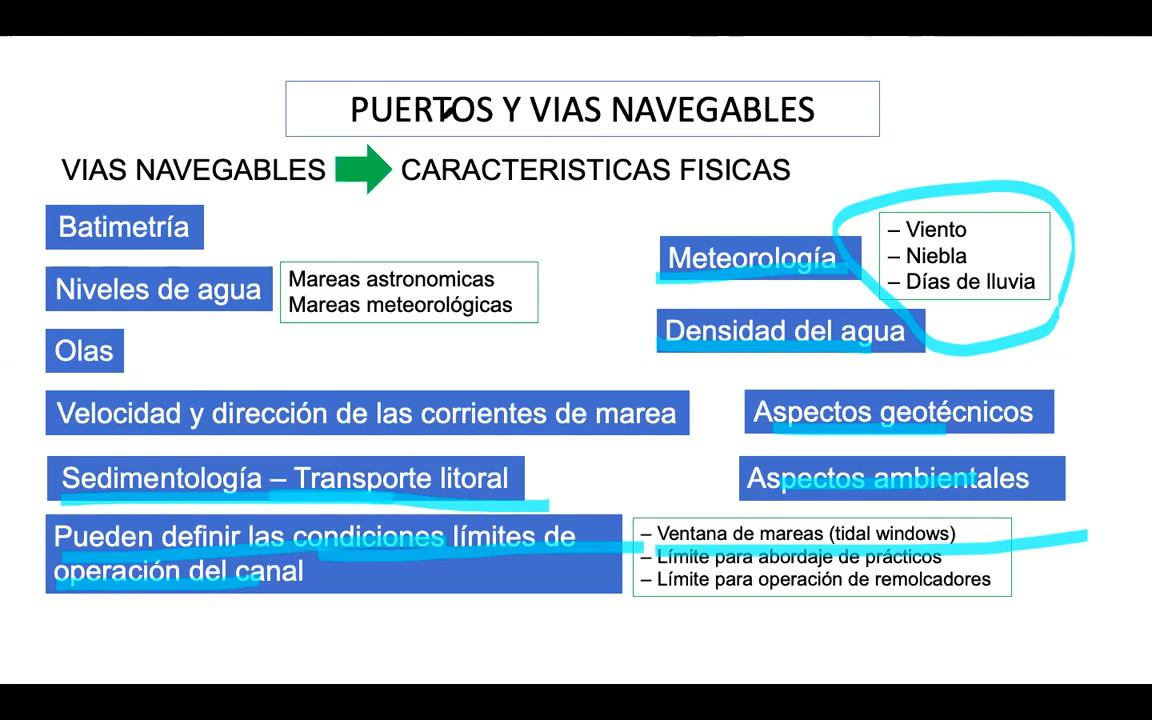 PUERTOS Y VIAS NAVEGABLES
VIAS NAVEGABLES
CARACTERISTICAS FISICAS
Batimetría
Niveles de agua
Mareas astronomicas
Mareas meteorológicas
Olas
Velocidad y dirección de las corrientes de marea
Sedimentología – Transporte litoral
Pueden definir las condiciones límites de
operación del canal
Meteorología
– Viento
– Niebla
– Días de lluvia
Densidad del agua
Aspectos geotécnicos
Aspectos ambientales
– Ventana de mareas (tidal windows)
– Límite para abordaje de prácticos
– Límite para operación de remolcadores